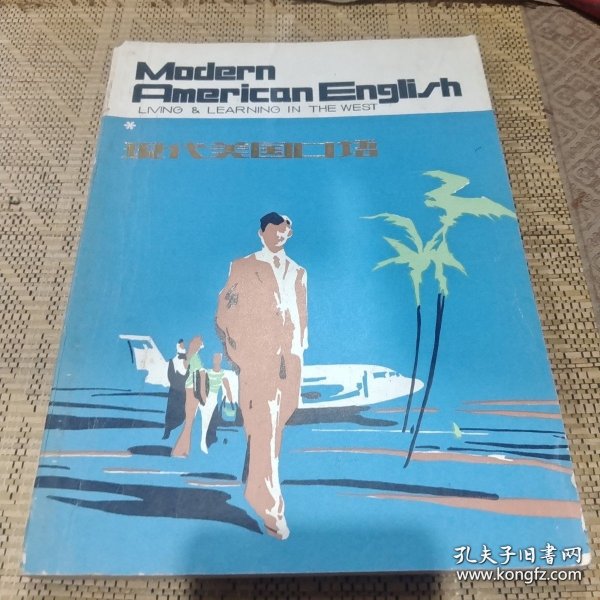 Modern
American English
LIVING & LEARNING IN THE WEST
*
现代美国口语
孔夫子旧书网
www.kongfz.com